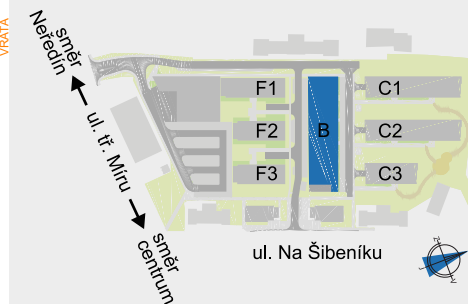 VRATA
směr
Neředín
ul. tř. Míru
směr
centrum
F1
F2
F3
B
C1
C2
C3
ul. Na Šibeníku